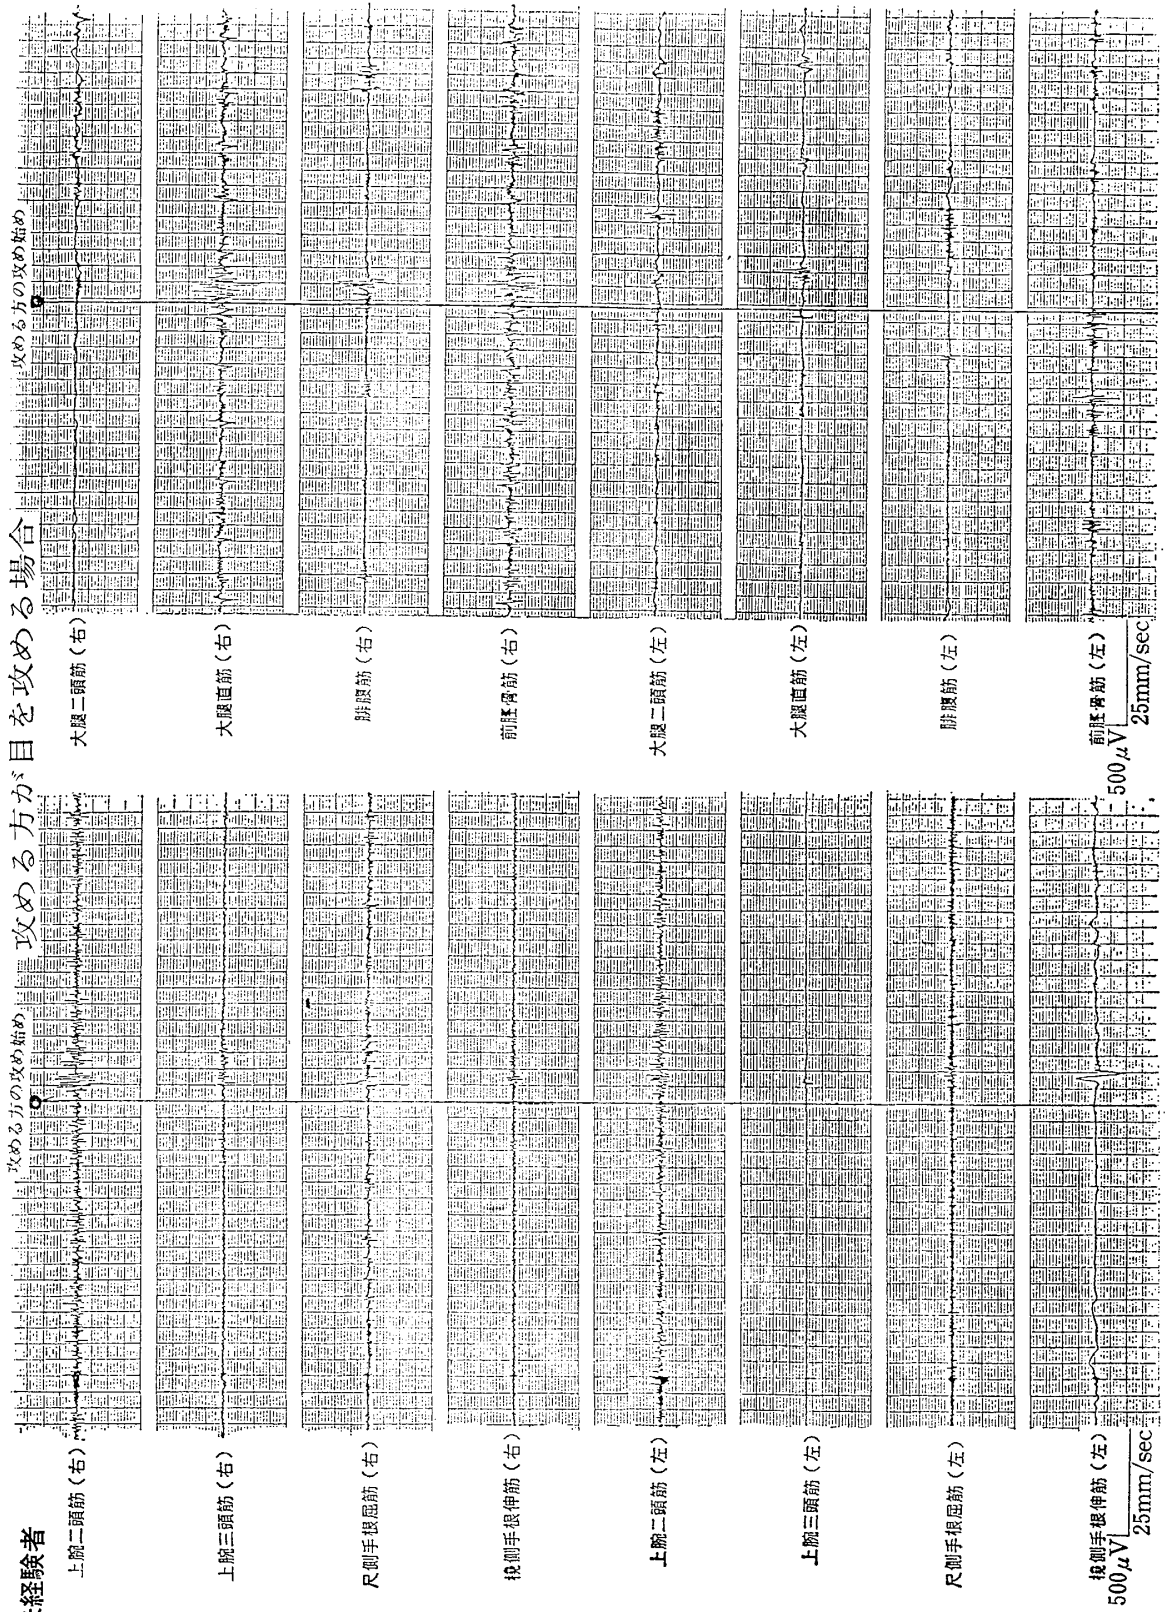 経験者
攻める方が目を攻める場合
攻める方の攻め始め
上腕二頭筋(右)
上腕三頭筋(右)
尺側手根屈筋(右)
橈側手根伸筋(右)
上腕二頭筋(左)
上腕三頭筋(左)
尺側手根屈筋(左)
橈側手根伸筋(左)
500μV
25mm/sec
攻める方の攻め始め
大腿二頭筋(右)
大腿直筋(右)
腓腹筋(右)
前脛骨筋(右)
大腿二頭筋(左)
大腿直筋(左)
腓腹筋(左)
前脛骨筋(左)
500μV
25mm/sec